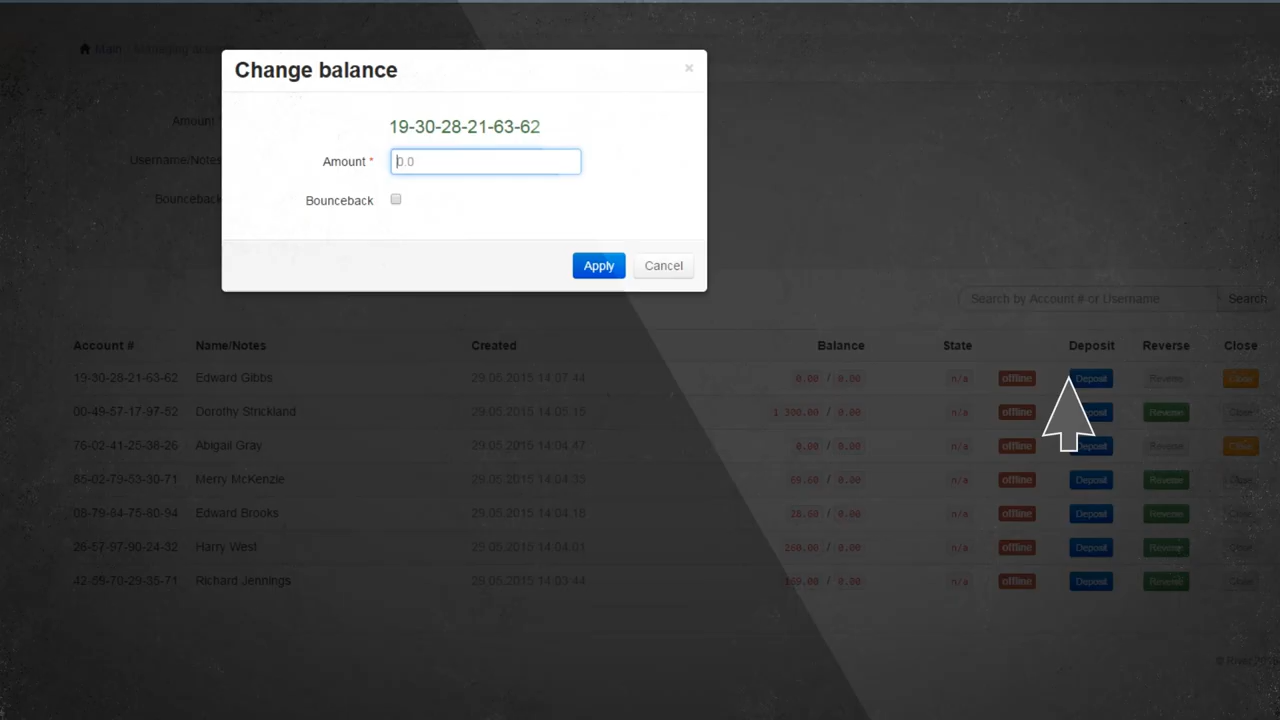 Main / Managing
Change balance ×
19-30-28-21-63-62
Amount
Amount * 0.0
Username/Notes
Bounceback
Bounceback
Apply Cancel
Search by Account # or Username Search
Account # Name/Notes Created Balance State Deposit Reverse Close
19-30-28-21-63-62 Edward Gibbs 29.05.2015 14:07:44 0.00 / 0.00 n/a offline Deposit Reverse Close
00-49-57-17-97-52 Dorothy Strickland 29.05.2015 14:05:15 1 300.00 / 0.00 n/a offline Deposit Reverse Close
76-02-41-25-38-26 Abigail Gray 29.05.2015 14:04:47 0.00 / 0.00 n/a offline Deposit Reverse Close
85-02-79-53-30-71 Merry McKenzie 29.05.2015 14:04:35 69.60 / 0.00 n/a offline Deposit Reverse Close
08-79-84-75-80-94 Edward Brooks 29.05.2015 14:04:18 28.60 / 0.00 n/a offline Deposit Reverse Close
26-57-97-90-24-32 Harry West 29.05.2015 14:04:01 260.00 / 0.00 n/a offline Deposit Reverse Close
42-59-70-29-35-71 Richard Jennings 29.05.2015 14:03:44 169.00 / 0.00 n/a offline Deposit Reverse Close